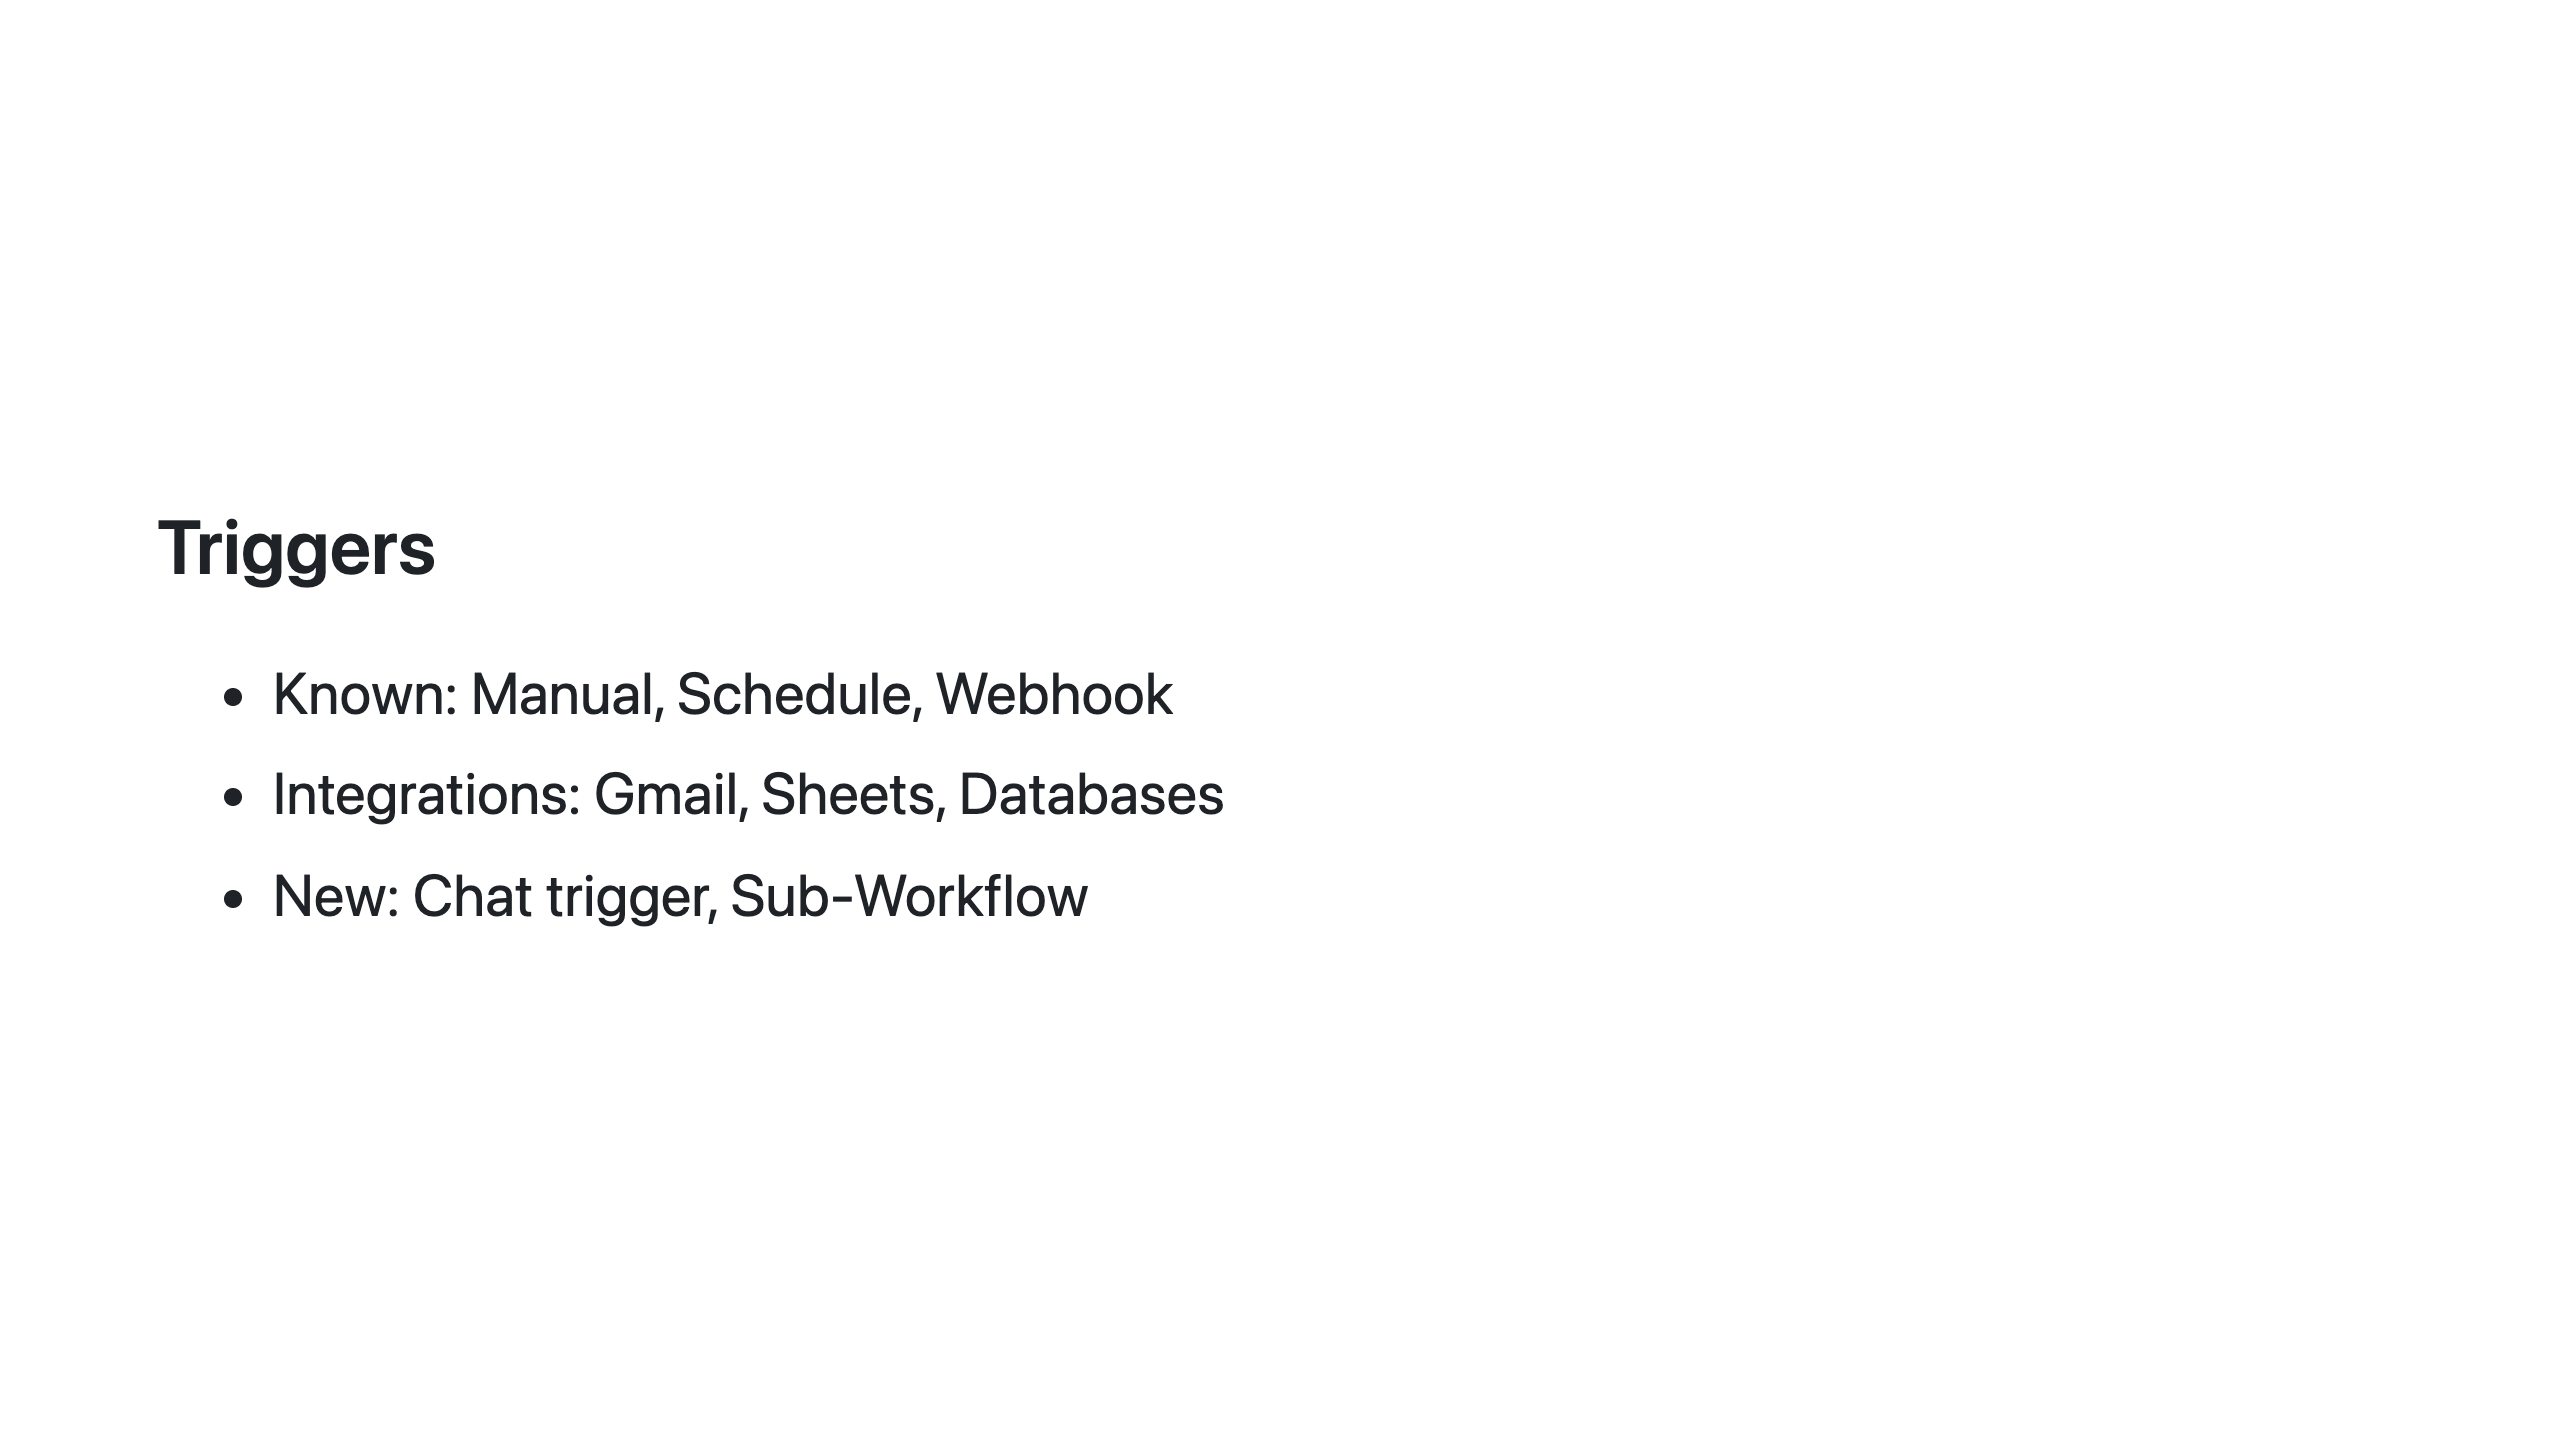 Triggers
• Known: Manual, Schedule, Webhook
• Integrations: Gmail, Sheets, Databases
• New: Chat trigger, Sub-Workflow